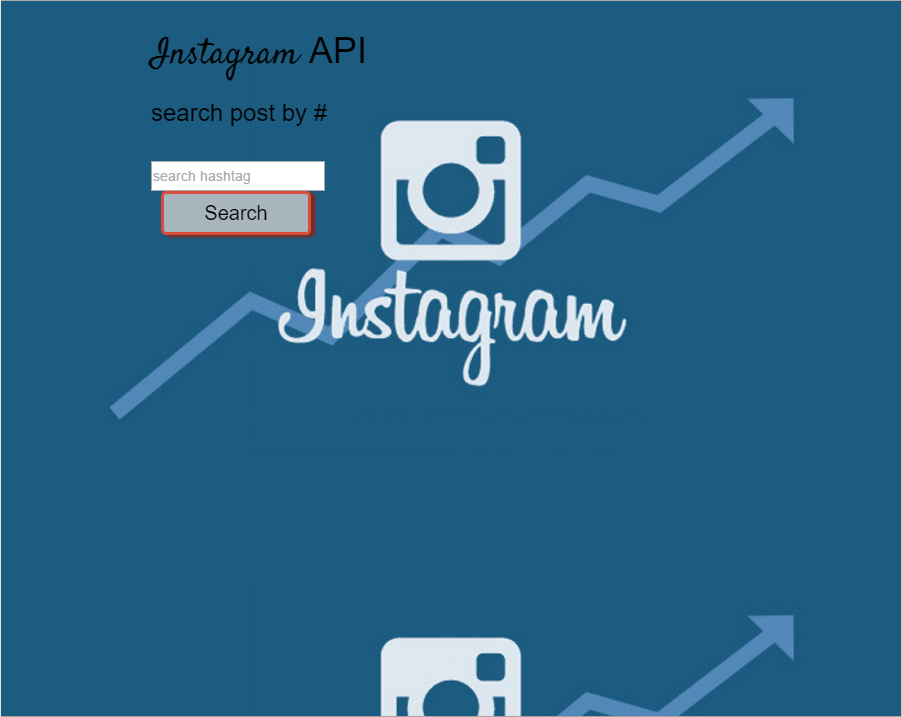 Instagram API
search post by #
search hashtag
Search
Instagram